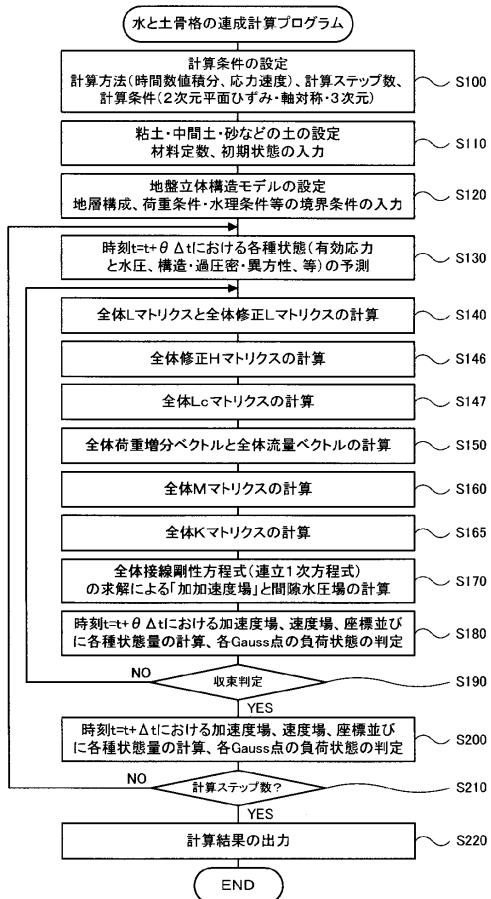 水と土骨格の連成計算プログラム
計算条件の設定
計算方法(時間数値積分、応力速度)、計算ステップ数、
計算条件(2次元平面ひずみ・軸対称・3次元)
S100
粘土・中間土・砂などの土の設定
材料定数、初期状態の入力
S110
地盤立体構造モデルの設定
地層構成、荷重条件・水理条件等の境界条件の入力
S120
時刻t=t+θΔtにおける各種状態(有効応力
と水圧、構造・過圧密・異方性、等)の予測
S130
全体Lマトリクスと全体修正Lマトリクスの計算
S140
全体修正Hマトリクスの計算
S146
全体Lcマトリクスの計算
S147
全体荷重増分ベクトルと全体流量ベクトルの計算
S150
全体Mマトリクスの計算
S160
全体Kマトリクスの計算
S165
全体接線剛性方程式(連立1次方程式)
の求解による「加加速度場」と間隙水圧場の計算
S170
時刻t=t+θΔtにおける加速度場、速度場、座標並び
に各種状態量の計算、各Gauss点の負荷状態の判定
S180
NO
収束判定
S190
YES
時刻t=t+Δtにおける加速度場、速度場、座標並び
に各種状態量の計算、各Gauss点の負荷状態の判定
S200
NO
計算ステップ数?
S210
YES
計算結果の出力
S220
END